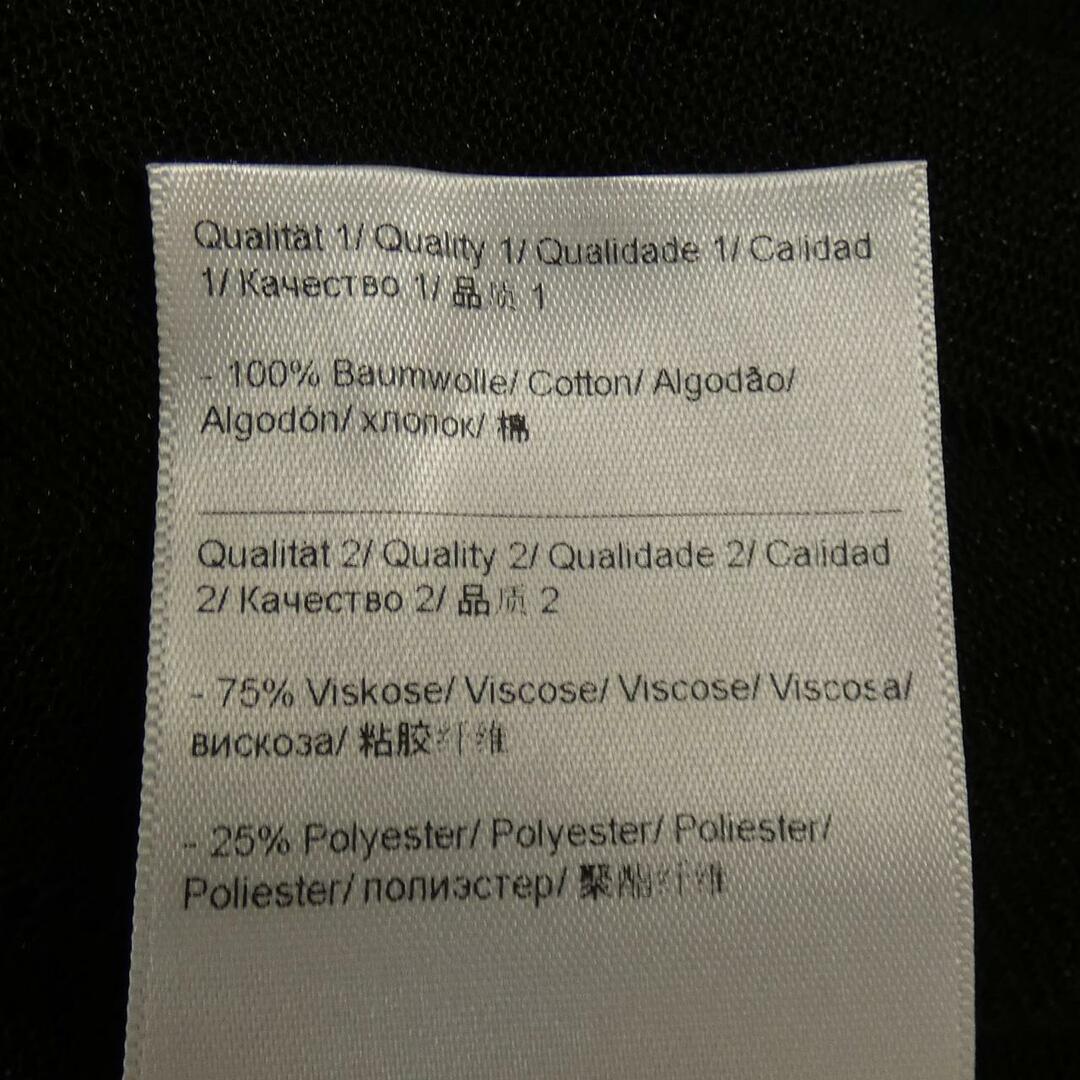 Qualität 1/ Quality 1/ Qualidade 1/ Calidad
1/ Качество 1/ 品质 1
- 100% Baumwolle/ Cotton/ Algodão/
Algodón/ хлопок/ 棉
Qualität 2/ Quality 2/ Qualidade 2/ Calidad
2/ Качество 2/ 品质 2
- 75% Viskose/ Viscose/ Viscose/ Viscosa/
вискоза/ 粘胶纤维
- 25% Polyester/ Polyester/ Poliester/
Poliester/ полиэстер/ 聚酯纤维